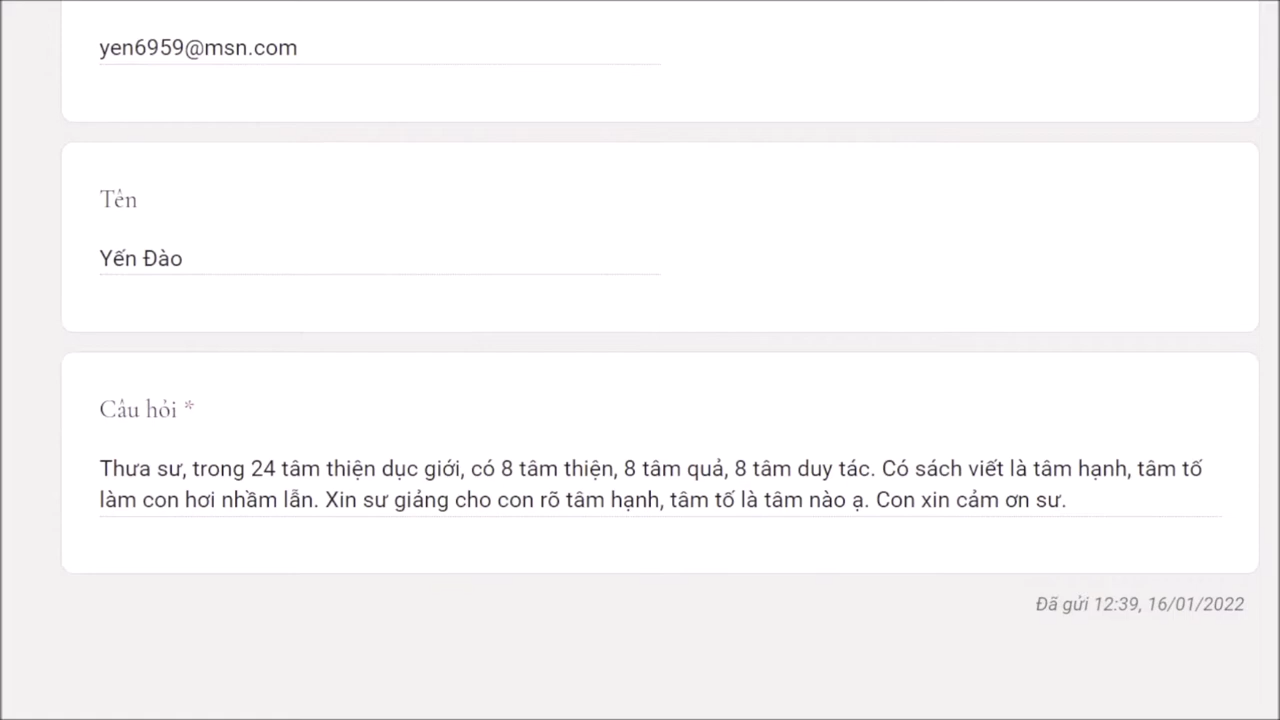 yen6959@msn.com
Tên
Yến Đào
Câu hỏi *
Thưa sư, trong 24 tâm thiện dục giới, có 8 tâm thiện, 8 tâm quả, 8 tâm duy tác. Có sách viết là tâm hạnh, tâm tố
làm con hơi nhầm lẫn. Xin sư giảng cho con rõ tâm hạnh, tâm tố là tâm nào ạ. Con xin cảm ơn sư.
Đã gửi 12:39, 16/01/2022